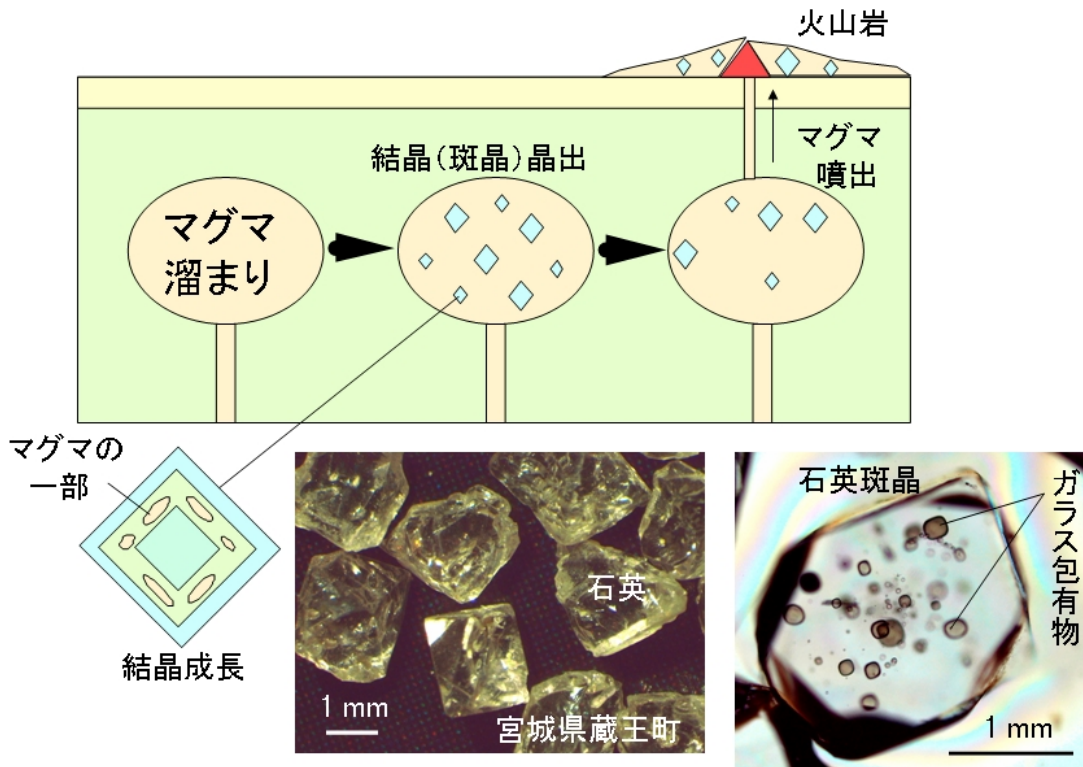 火山岩
結晶(斑晶)晶出
マグマ
噴出
マグマ
溜まり
マグマの
一部
結晶成長
石英
1 mm
宮城県蔵王町
石英斑晶
ガラス包有物
1 mm